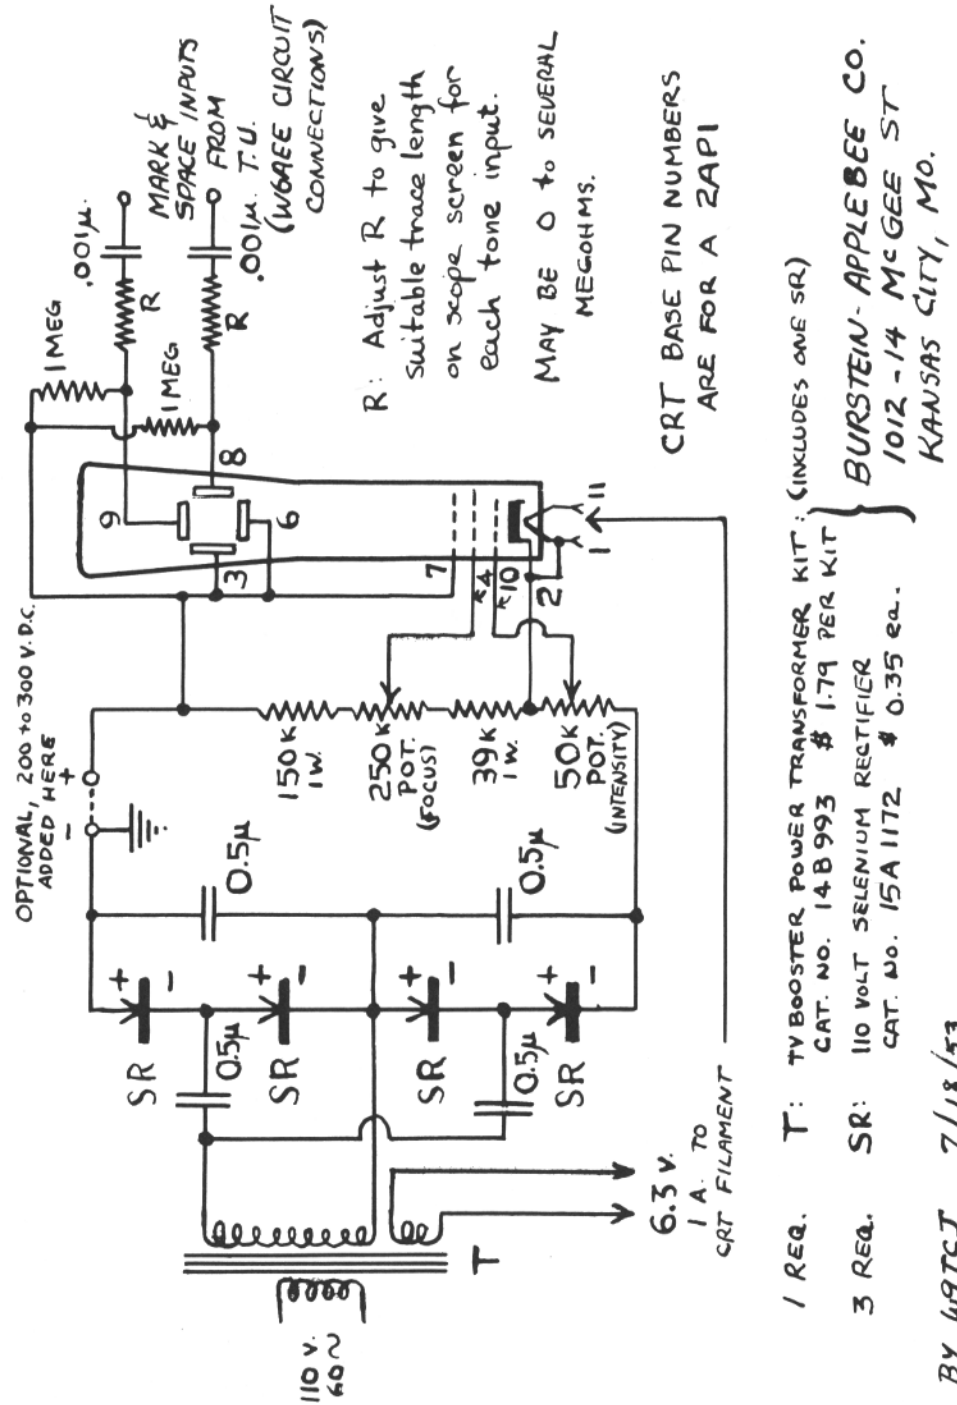 OPTIONAL, 200 to 300 V. D.C.
ADDED HERE
- +
110 V.
60~
T
SR
+
-
SR
+
-
SR
+
-
SR
+
-
0.5µ
0.5µ
0.5µ
0.5µ
150K
1W.
250K
POT.
(FOCUS)
39K
1W.
50K
POT.
(INTENSITY)
6.3 V.
1 A. TO
CRT FILAMENT
9
3
8
6
7
4
10
2
1
11
1 MEG
1 MEG
.001µ.
R
R
.001µ.
MARK &
SPACE INPUTS
FROM
T.U.
(W6AEE CIRCUIT
CONNECTIONS)
R: Adjust R to give
suitable trace length
on scope screen for
each tone input.
MAY BE 0 to SEVERAL
MEGOHMS.
CRT BASE PIN NUMBERS
ARE FOR A 2AP1
1 REQ. T: TV BOOSTER POWER TRANSFORMER KIT: (INCLUDES ONE SR)
CAT. NO. 14B993 $ 1.79 PER KIT
3 REQ. SR: 110 VOLT SELENIUM RECTIFIER
CAT. NO. 15A1172 $ 0.35 ea.
BURSTEIN-APPLEBEE CO.
1012-14 McGEE ST
KANSAS CITY, MO.
BY W9TCJ 7/18/53